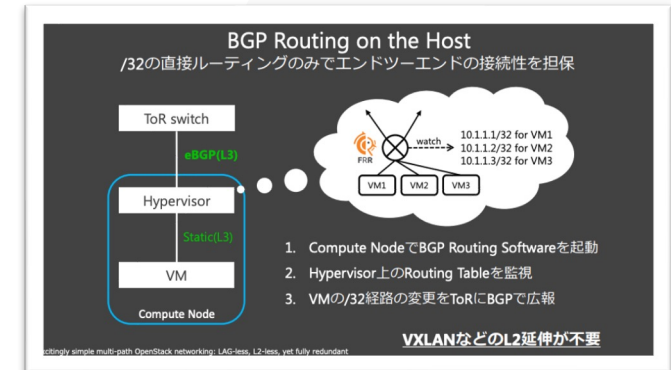 BGP Routing on the Host
/32の直接ルーティングのみでエンドツーエンドの接続性を担保
ToR switch
eBGP(L3)
Hypervisor
Static(L3)
VM
Compute Node
FRR
watch
10.1.1.1/32 for VM1
10.1.1.2/32 for VM2
10.1.1.3/32 for VM3
VM1 VM2 VM3
1. Compute NodeでBGP Routing Softwareを起動
2. Hypervisor上のRouting Tableを監視
3. VMの/32経路の変更をToRにBGPで広報
VXLANなどのL2延伸が不要
citingly simple multi-path OpenStack networking: LAG-less, L2-less, yet fully redundant